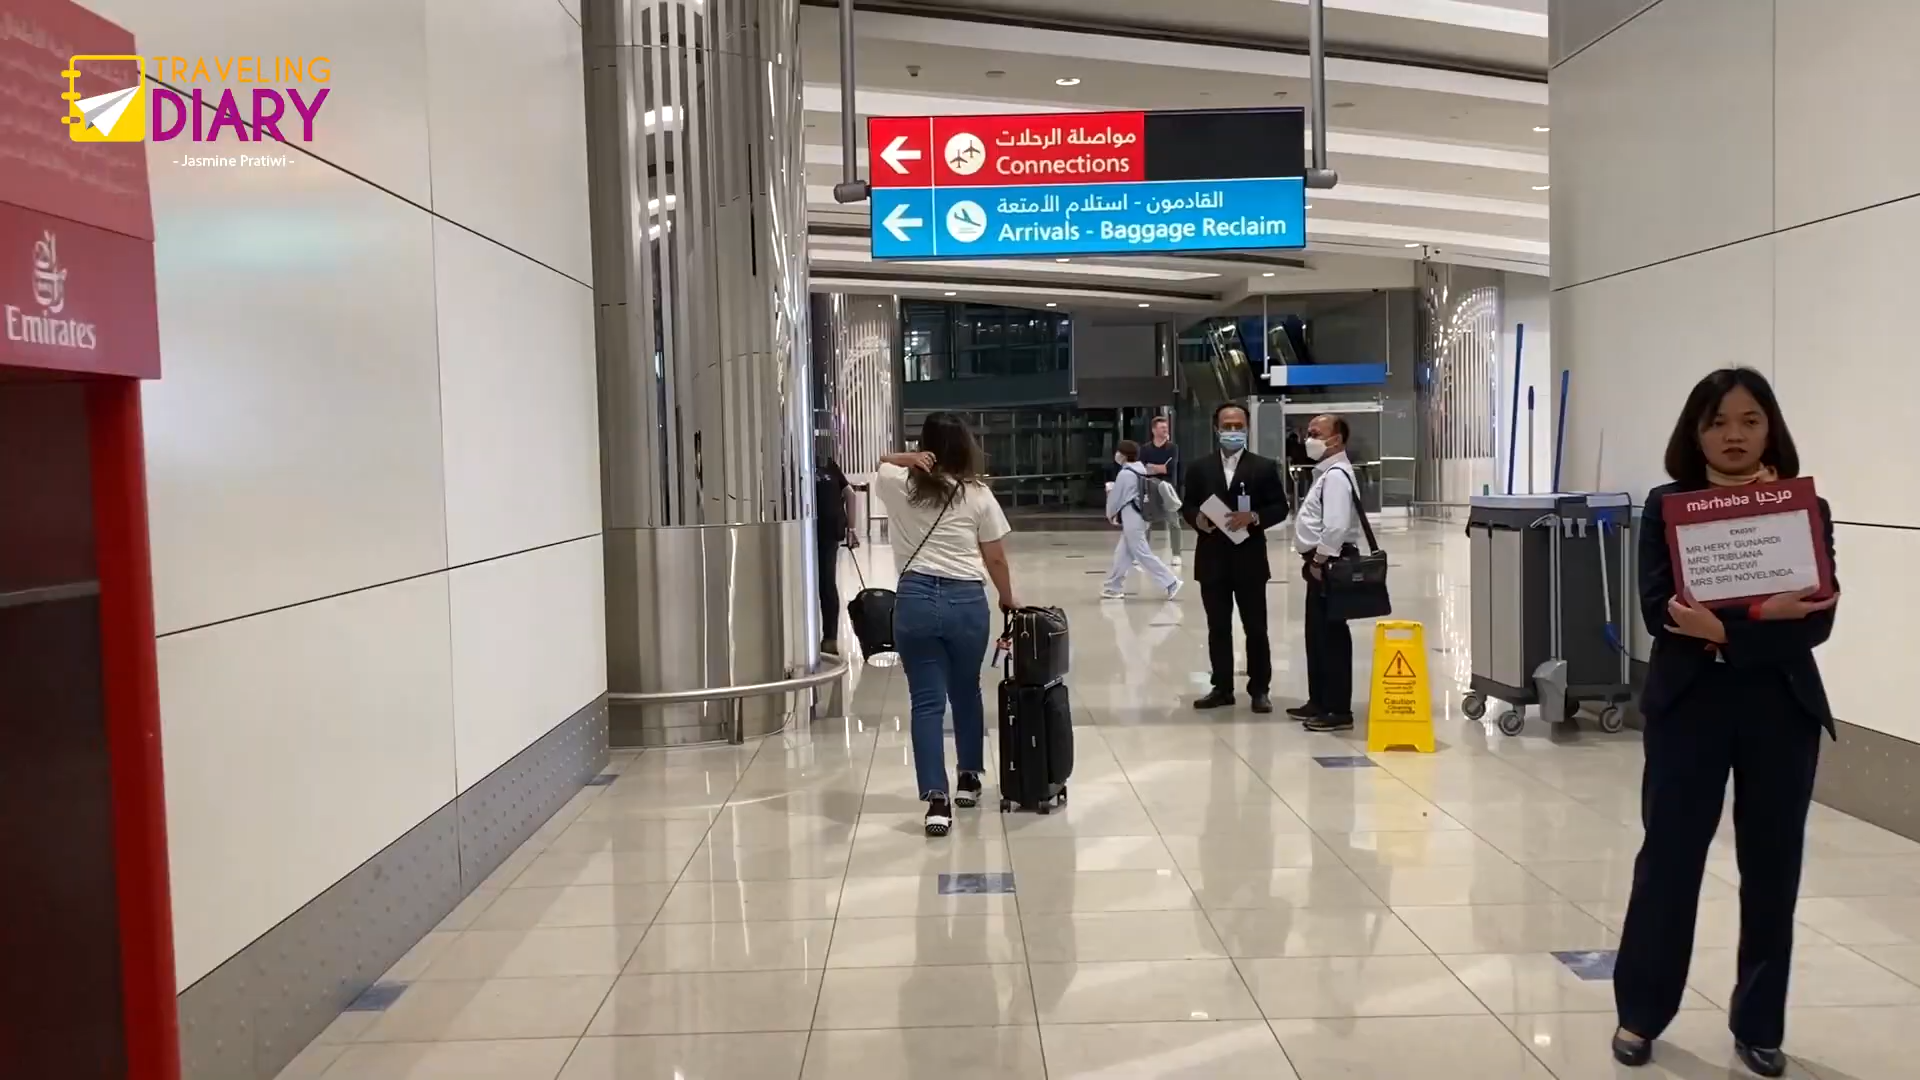 TRAVELING
DIARY
- Jasmine Pratiwi -
Emirates
مواصلة الرحلات
Connections
القادمون - استلام الأمتعة
Arrivals - Baggage Reclaim
marhaba مرحبا
MR HERY GUNARDI
MRS TRIBUANA
TUNGGADEWI
MRS SRI NOVELINDA
Caution